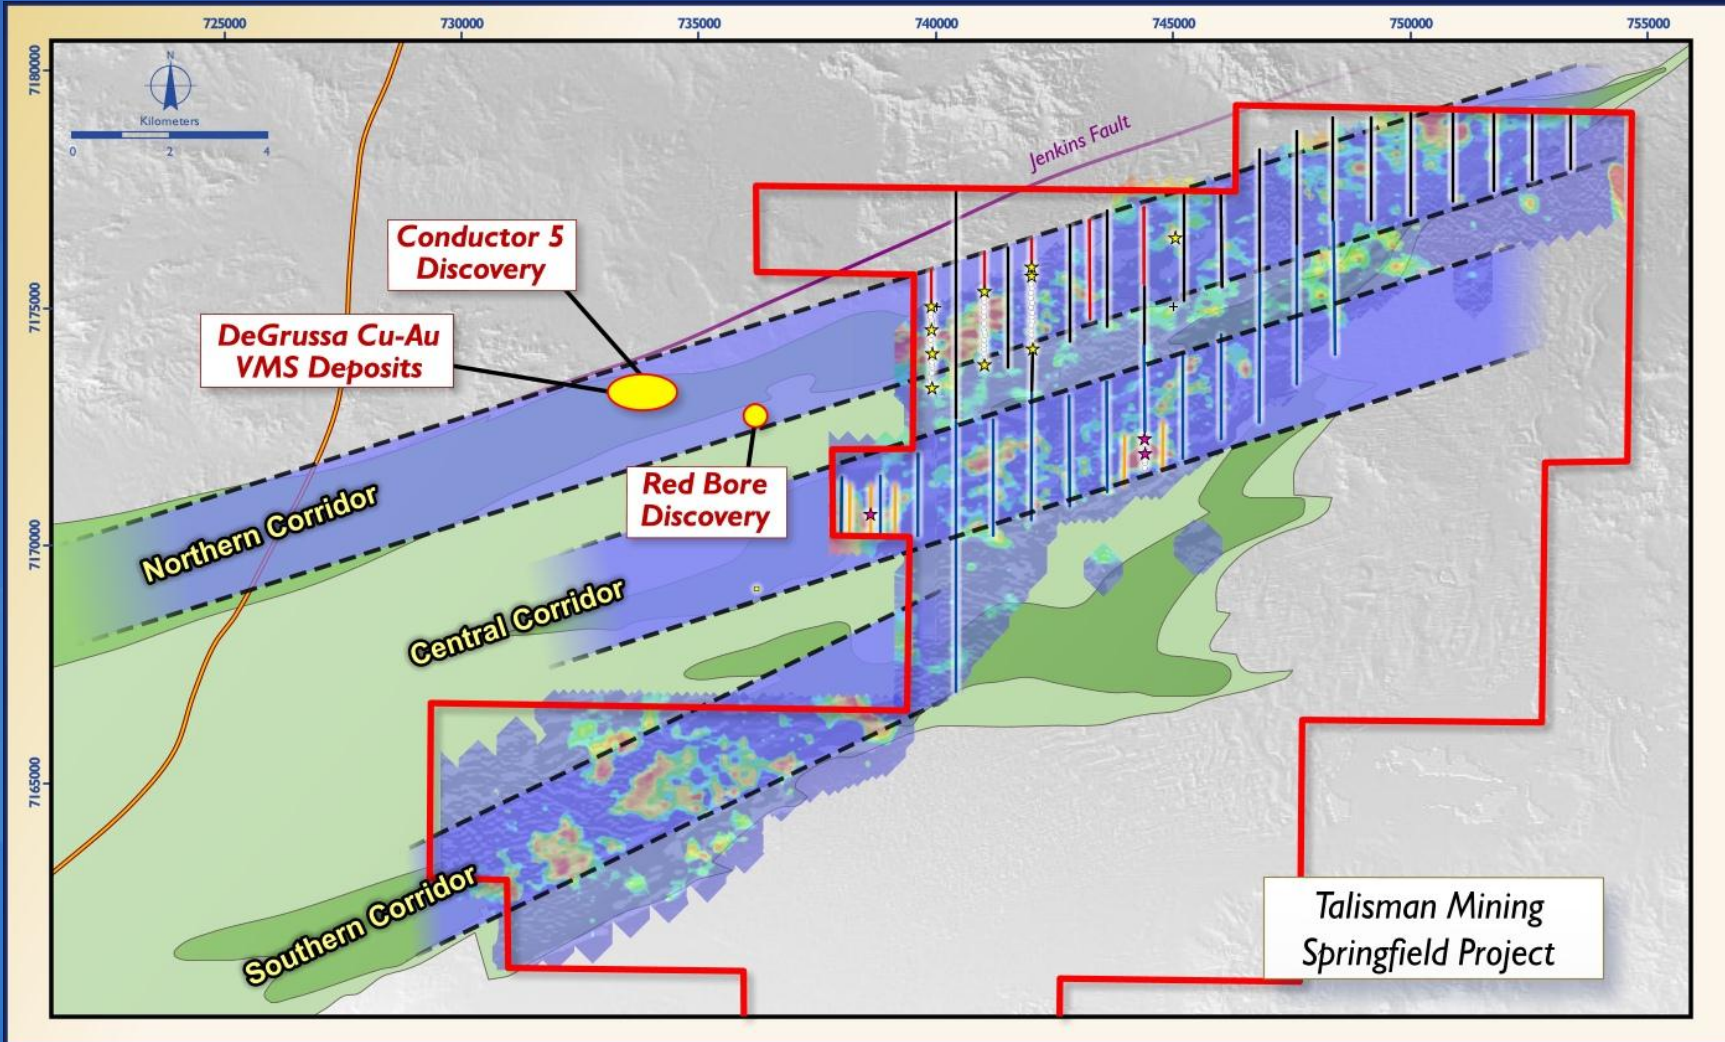 725000
730000
735000
740000
745000
750000
755000
7180000
7175000
7170000
7165000
N
Kilometers
0 2 4
Jenkins Fault
Conductor 5
Discovery
DeGrussa Cu-Au
VMS Deposits
Red Bore
Discovery
Northern Corridor
Central Corridor
Southern Corridor
Talisman Mining
Springfield Project